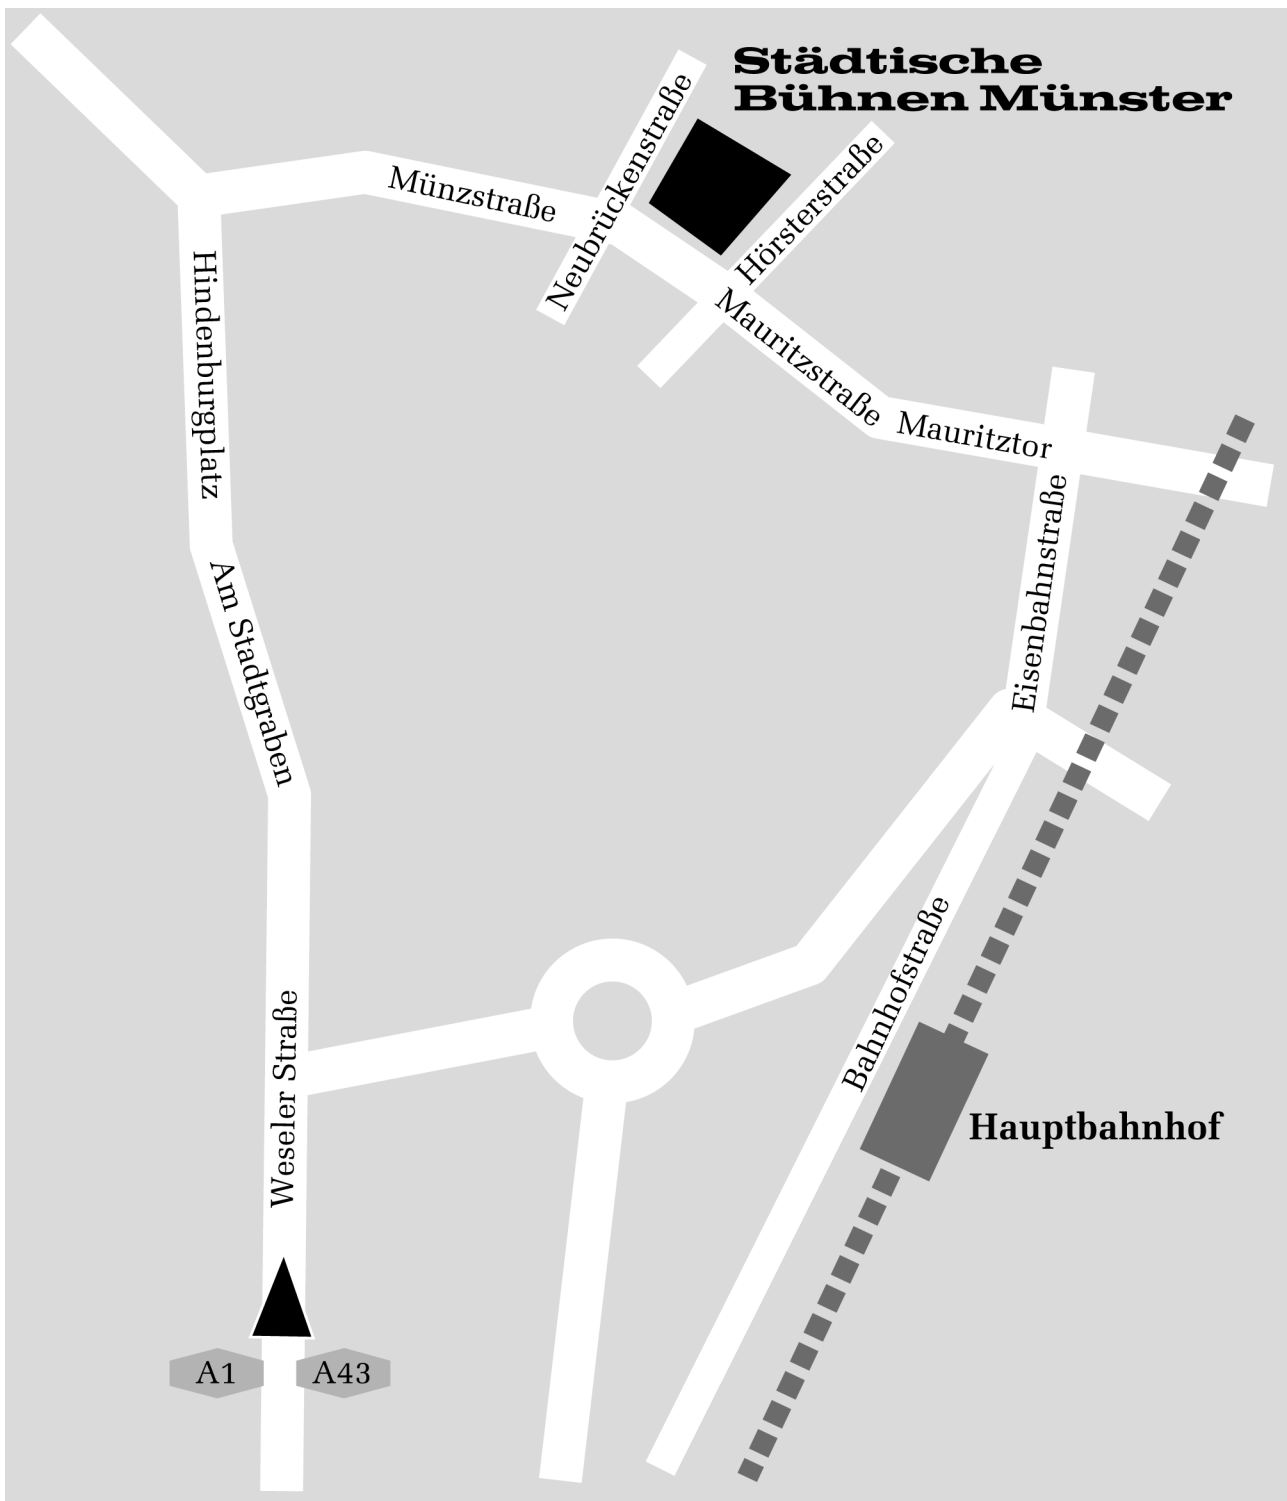 Städtische
Bühnen Münster
Neubrückenstraße
Hörsterstraße
Münzstraße
Mauritzstraße
Mauritztor
Hindenburgplatz
Eisenbahnstraße
Am Stadtgraben
Bahnhofstraße
Weseler Straße
Hauptbahnhof
A1
A43